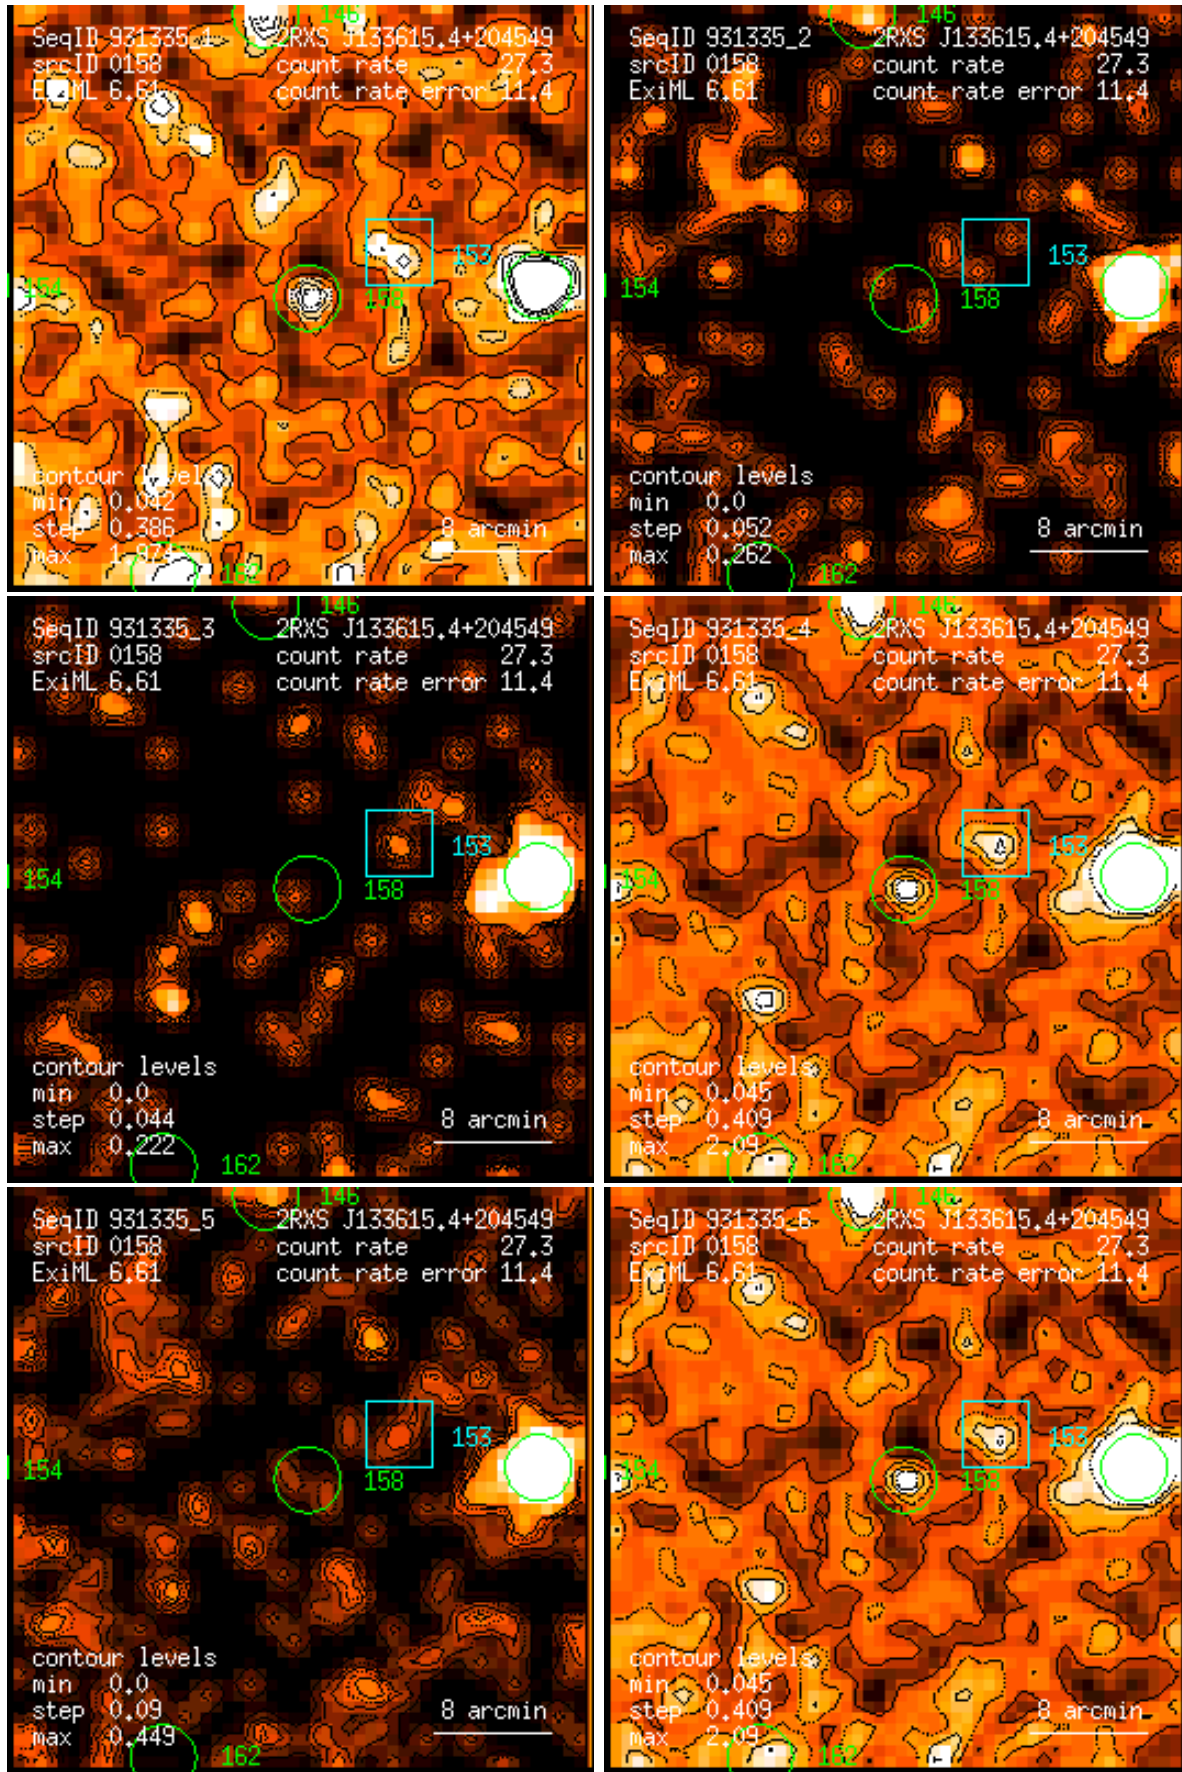 146
SeqID 931335_1 2RXS J133615.4+204549
srcID 0158 count rate 27.3
ExiML 6.61 count rate error 11.4
153
154
158
contour levels
min 0.042
step 0.386
8 arcmin
max 1.974
162
146
SeqID 931335_2 2RXS J133615.4+204549
srcID 0158 count rate 27.3
ExiML 6.61 count rate error 11.4
153
154
158
contour levels
min 0.0
step 0.052
8 arcmin
max 0.262
162
146
SeqID 931335_3 2RXS J133615.4+204549
srcID 0158 count rate 27.3
ExiML 6.61 count rate error 11.4
153
154
158
contour levels
min 0.0
step 0.044
8 arcmin
max 0.222
162
146
SeqID 931335_4 2RXS J133615.4+204549
srcID 0158 count rate 27.3
ExiML 6.61 count rate error 11.4
153
154
158
contour levels
min 0.045
step 0.409
8 arcmin
max 2.09
162
146
SeqID 931335_5 2RXS J133615.4+204549
srcID 0158 count rate 27.3
ExiML 6.61 count rate error 11.4
153
154
158
contour levels
min 0.0
step 0.09
8 arcmin
max 0.449
162
146
SeqID 931335_6 2RXS J133615.4+204549
srcID 0158 count rate 27.3
ExiML 6.61 count rate error 11.4
153
154
158
contour levels
min 0.045
step 0.409
8 arcmin
max 2.09
162